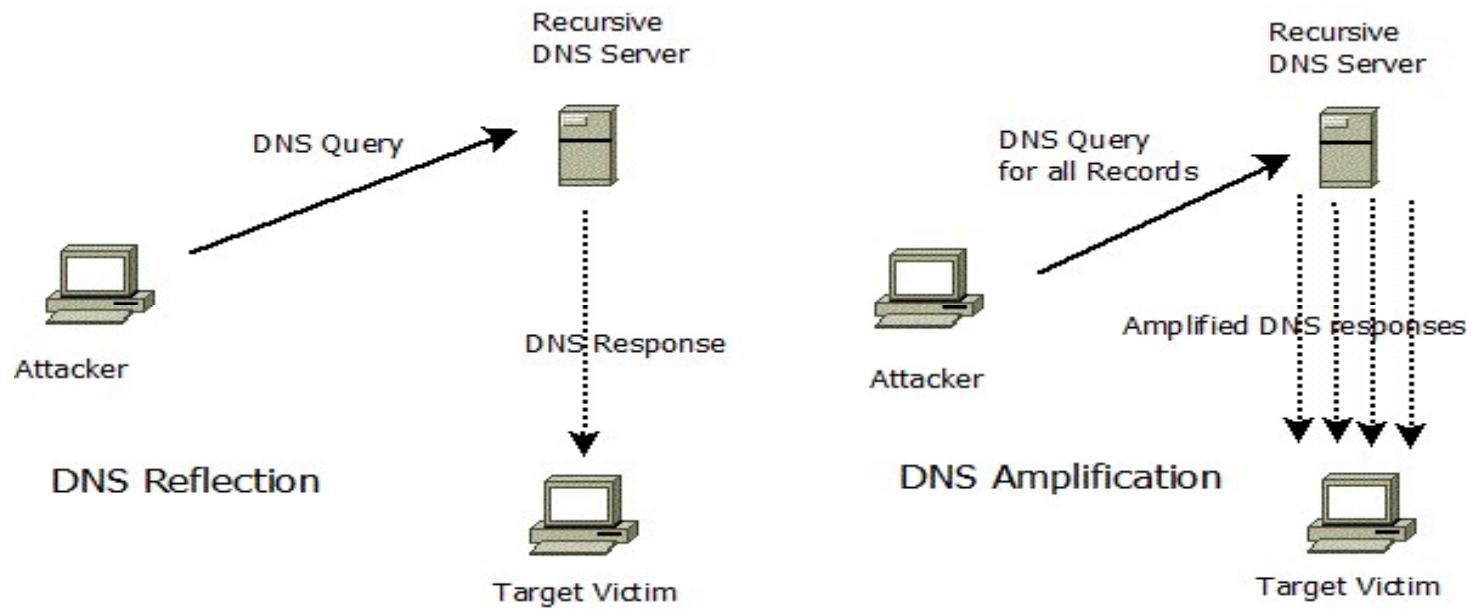 Recursive
DNS Server
DNS Query
Attacker
DNS Response
DNS Reflection
Target Victim
Recursive
DNS Server
DNS Query
for all Records
Attacker
Amplified DNS responses
DNS Amplification
Target Victim